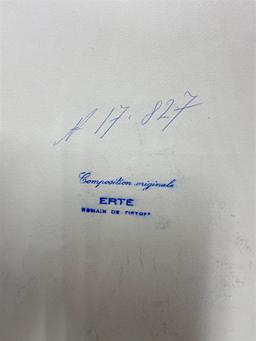 N 17.827
Composition originale
ERTÉ
ROMAIN DE TIRTOFF